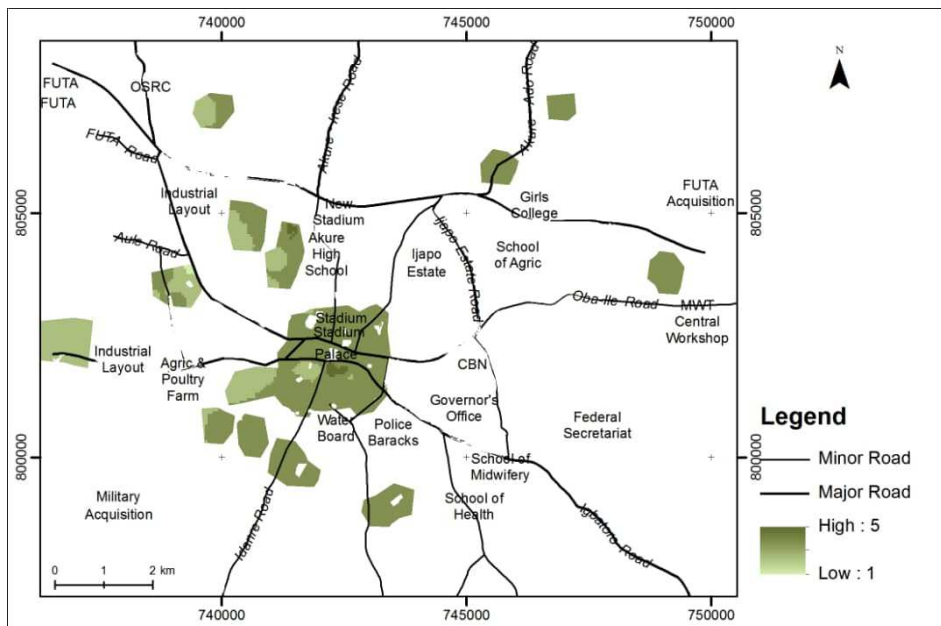 740000
745000
750000
N
FUTA
FUTA
OSRC
Akure - Irese Road
Akure - Ado Road
FUTA Road
805000
805000
Industrial
Layout
New
Stadium
Girls
College
FUTA
Acquisition
Aule Road
Akure
High
School
Ijapo
Estate
Ijapo Estate Road
School
of Agric
Oba-Ile Road
MWT
Central
Workshop
Stadium
Stadium
Palace
Industrial
Layout
Agric &
Poultry
Farm
CBN
Governor's
Office
Federal
Secretariat
Water
Board
Police
Baracks
800000
800000
School of
Midwifery
School of
Health
Military
Acquisition
Idanre Road
Igbatoro Road
0 1 2 km
740000
745000
750000
Legend
Minor Road
Major Road
High : 5
Low : 1